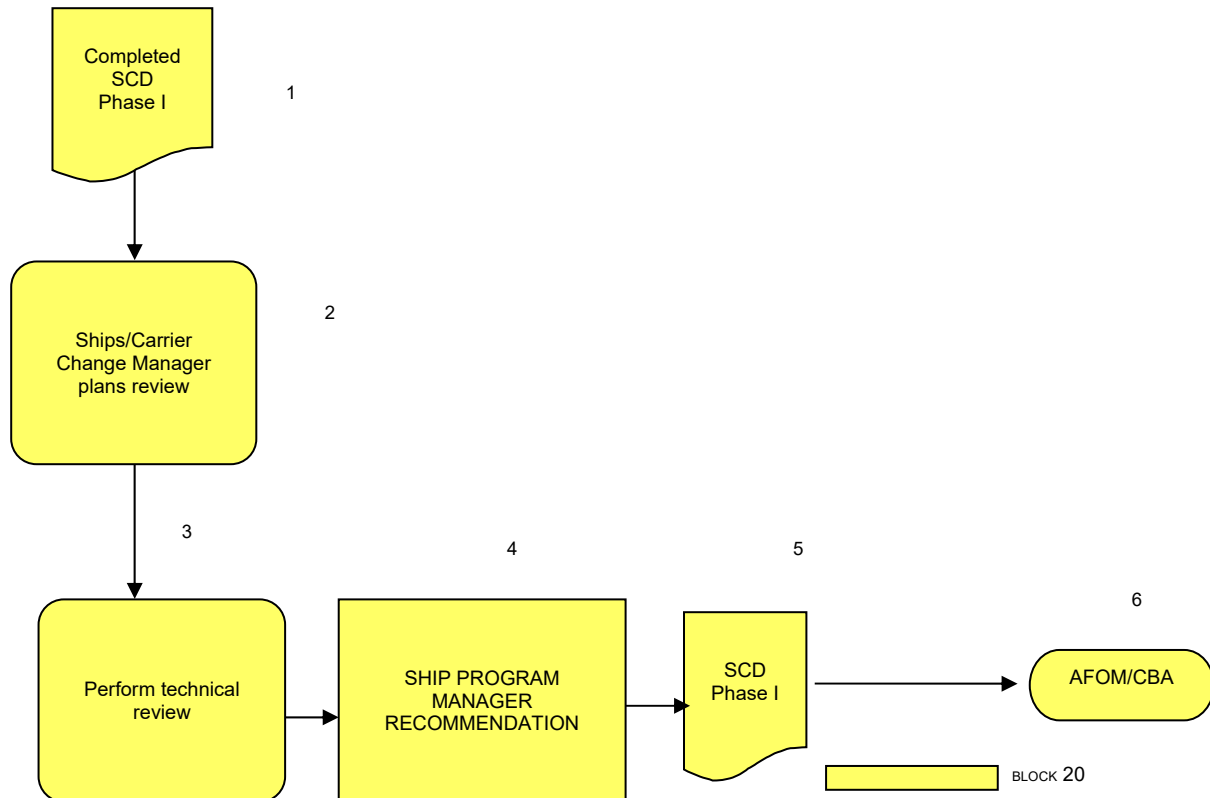 Completed
SCD
Phase I
1
Ships/Carrier
Change Manager
plans review
2
3
Perform technical
review
4
SHIP PROGRAM
MANAGER
RECOMMENDATION
5
SCD
Phase I
6
AFOM/CBA
BLOCK 20